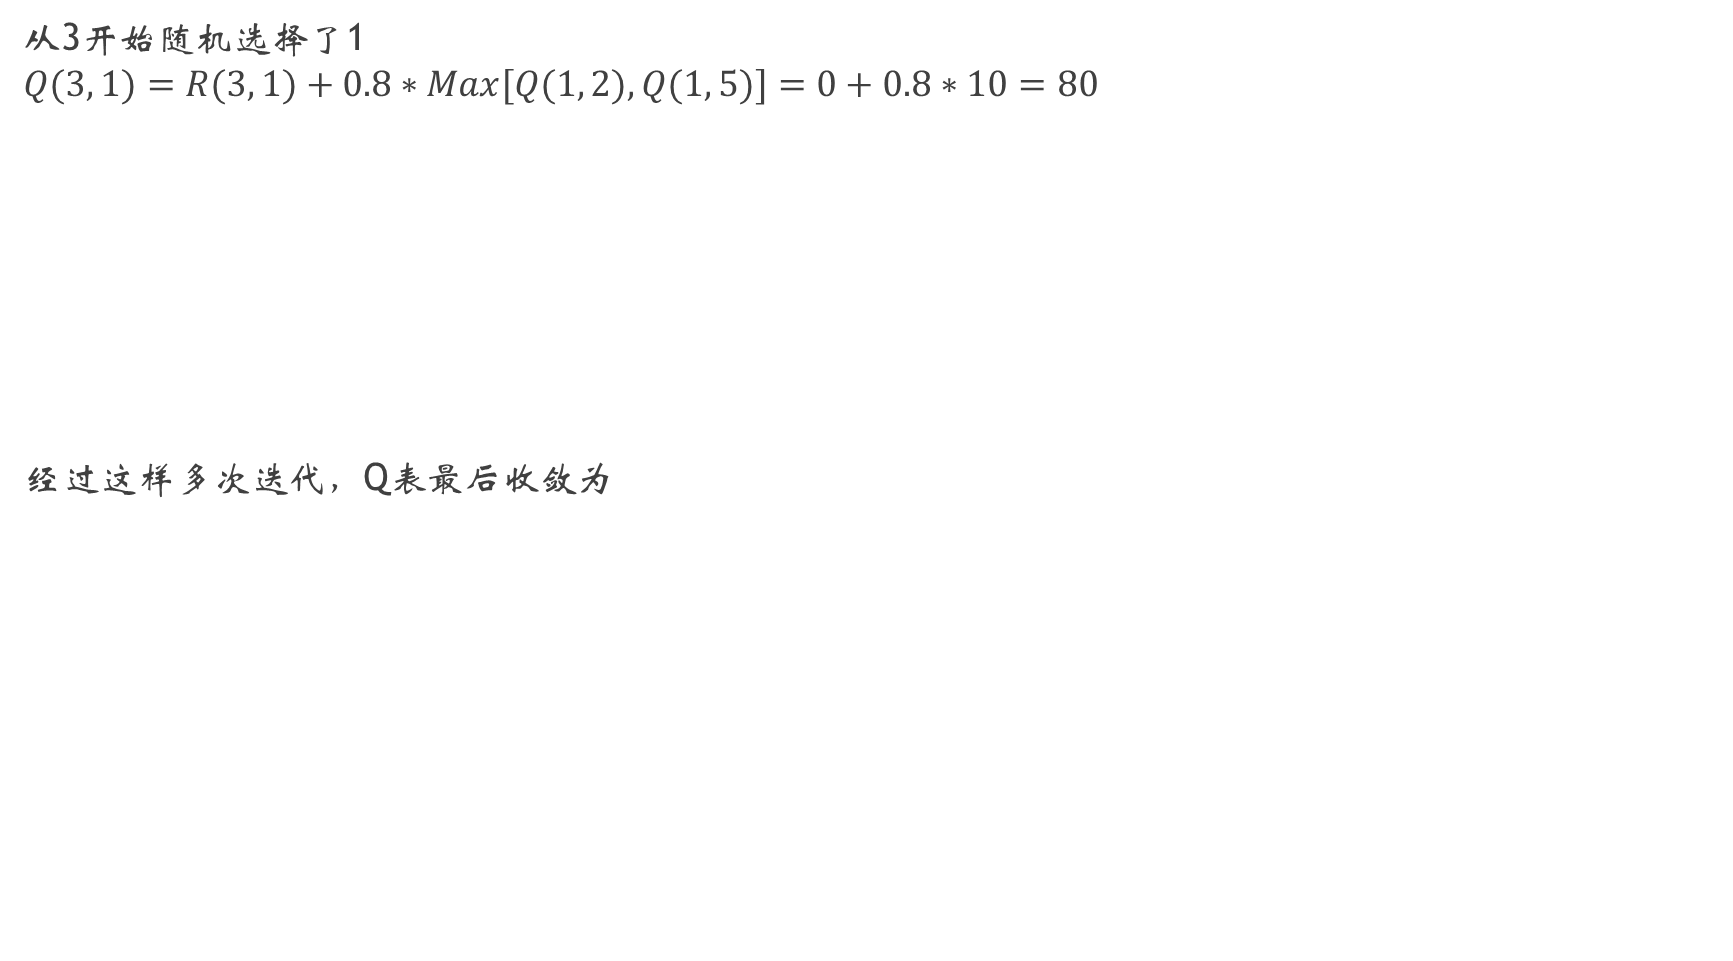 从3开始随机选择了1
Q(3,1) = R(3,1) + 0.8 * Max[Q(1,2), Q(1,5)] = 0 + 0.8 * 10 = 80
经过这样多次迭代，Q表最后收敛为